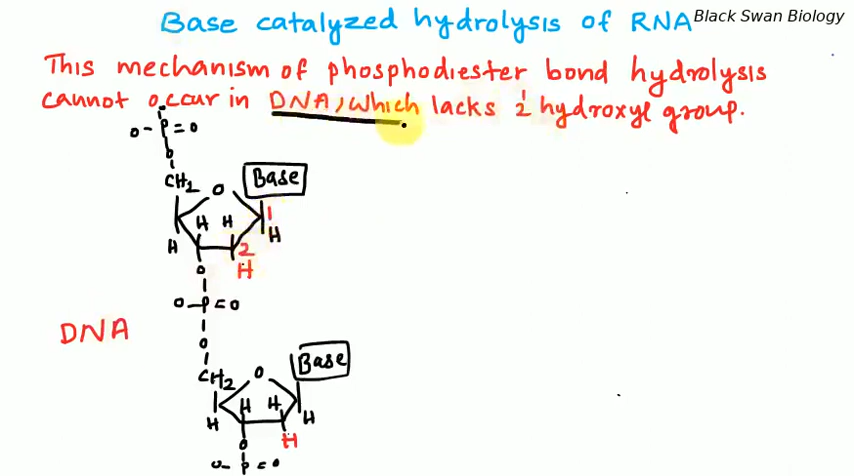 Base catalyzed hydrolysis of RNA
Black Swan Biology
This mechanism of phosphodiester bond hydrolysis
cannot occur in DNA, which lacks 2' hydroxyl group.
O-P=O
O
CH2 O Base
H H H 1 H
2
O H
O-P=O
O
DNA
CH2 O Base
H H H H
O H
O-P=O